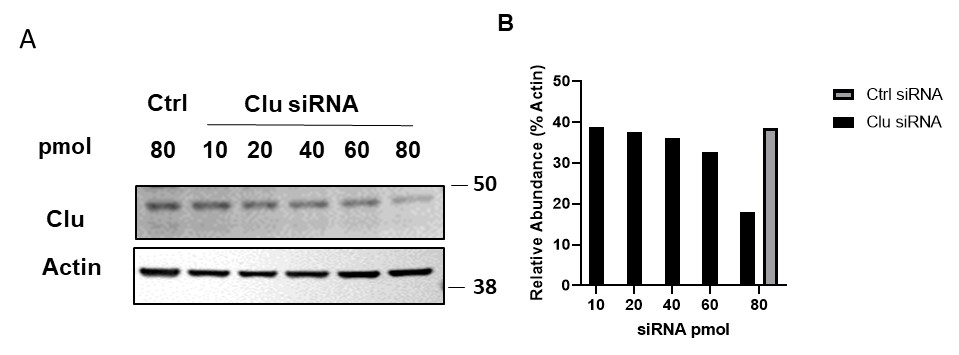 A
Ctrl Clu siRNA
pmol 80 10 20 40 60 80
50
Clu
Actin
38
B
Relative Abundance (% Actin)
50
40
30
20
10
0
10 20 40 60 80
siRNA pmol
Ctrl siRNA
Clu siRNA